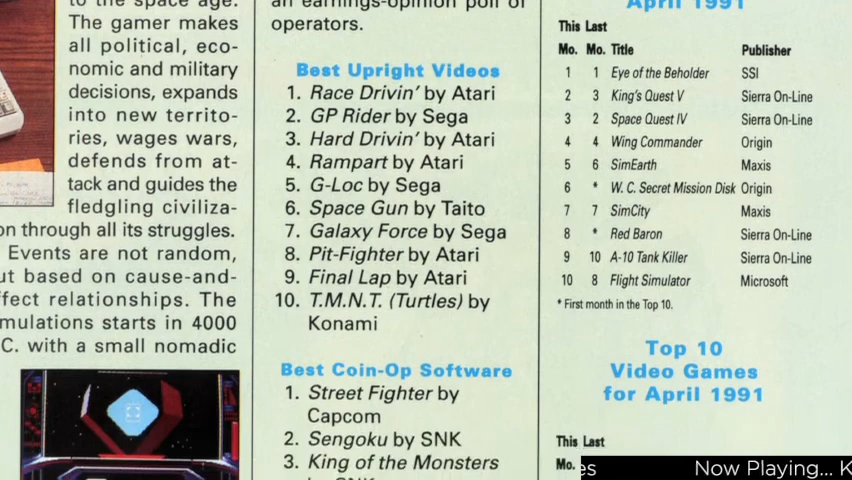 to the space age.
The gamer makes
all political, eco-
nomic and military
decisions, expands
into new territo-
ries, wages wars,
defends from at-
tack and guides the
fledgling civiliza-
on through all its struggles.
Events are not random,
ut based on cause-and-
ffect relationships. The
mulations starts in 4000
C. with a small nomadic
an earnings-opinion poll of
operators.
Best Upright Videos
1. Race Drivin' by Atari
2. GP Rider by Sega
3. Hard Drivin' by Atari
4. Rampart by Atari
5. G-Loc by Sega
6. Space Gun by Taito
7. Galaxy Force by Sega
8. Pit-Fighter by Atari
9. Final Lap by Atari
10. T.M.N.T. (Turtles) by
Konami
Best Coin-Op Software
1. Street Fighter by
Capcom
2. Sengoku by SNK
3. King of the Monsters
by SNK
April 1991
This Last
Mo. Mo. Title Publisher
1 1 Eye of the Beholder SSI
2 3 King's Quest V Sierra On-Line
3 2 Space Quest IV Sierra On-Line
4 4 Wing Commander Origin
5 6 SimEarth Maxis
6 * W. C. Secret Mission Disk Origin
7 7 SimCity Maxis
8 * Red Baron Sierra On-Line
9 10 A-10 Tank Killer Sierra On-Line
10 8 Flight Simulator Microsoft
* First month in the Top 10.
Top 10
Video Games
for April 1991
This Last
Mo.
es Now Playing... K